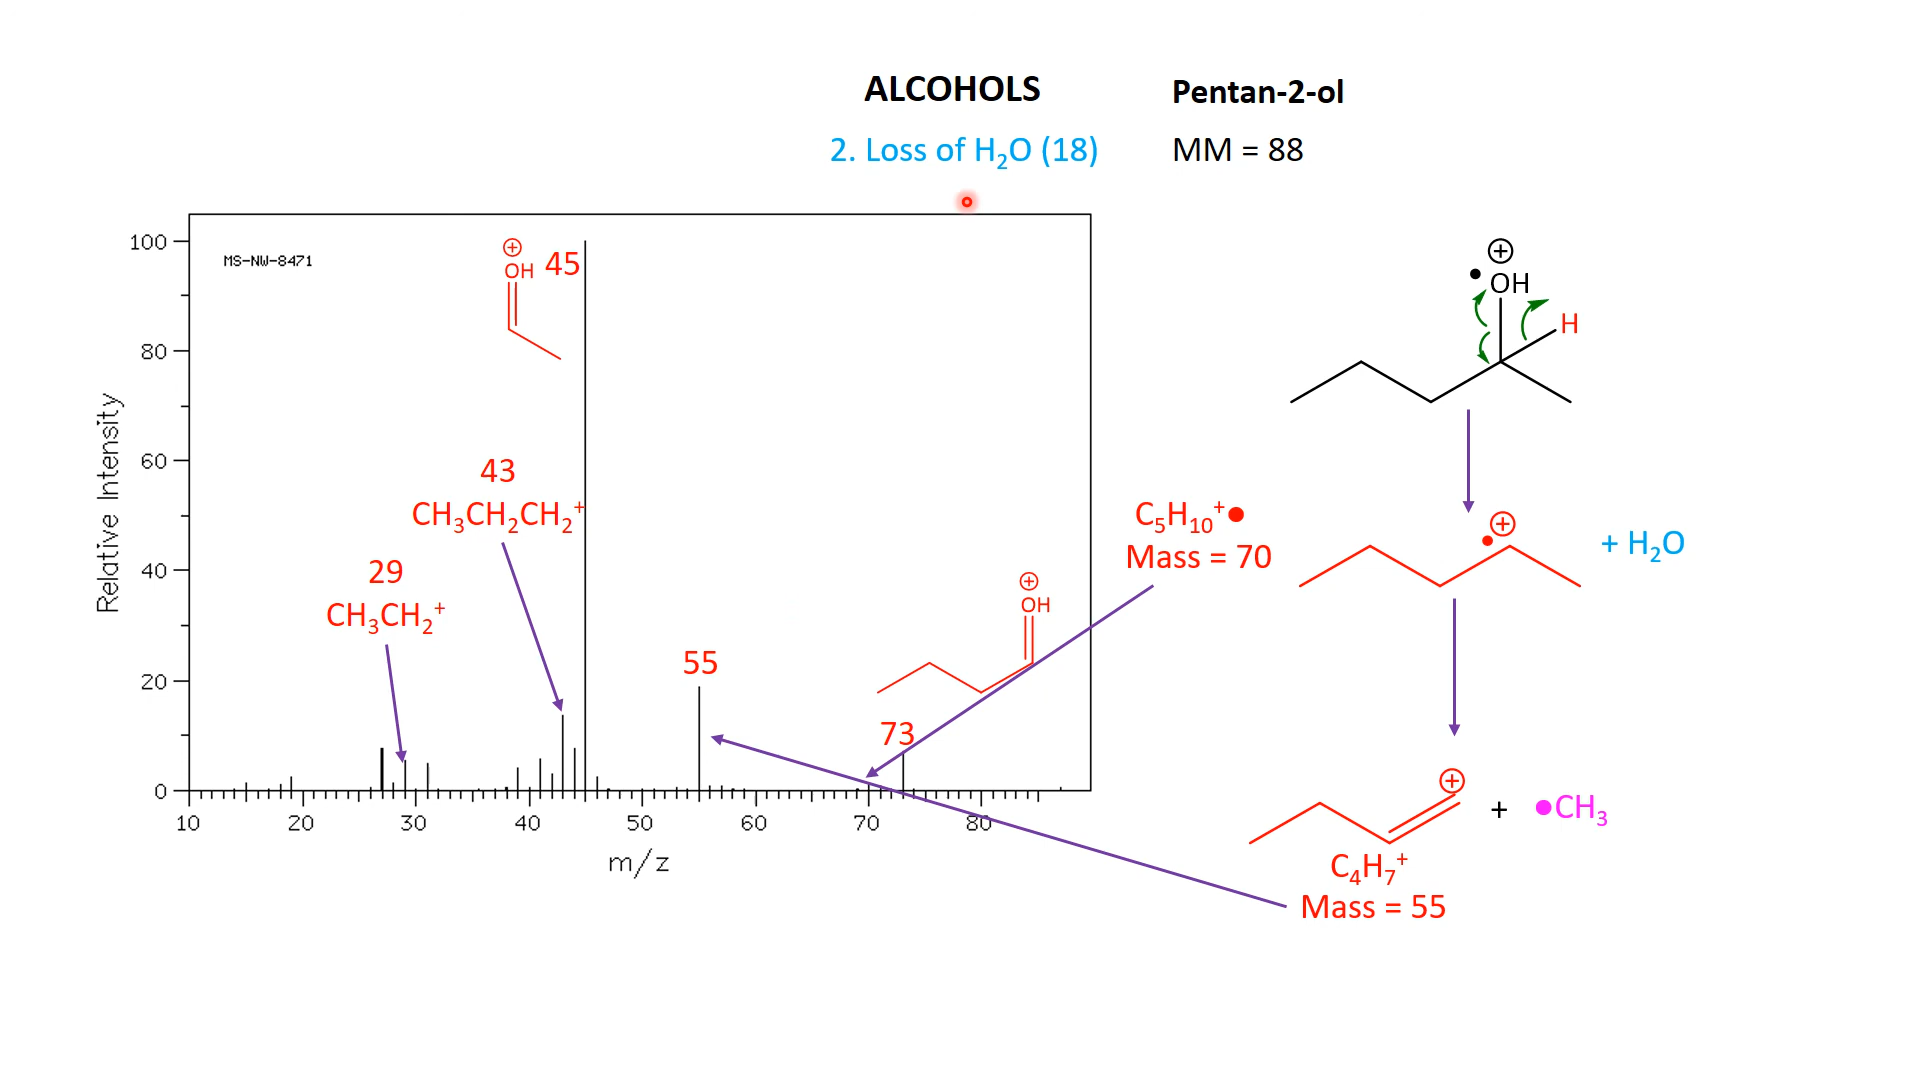 ALCOHOLS
Pentan-2-ol
2. Loss of H₂O (18)
MM = 88
MS-NW-8471
Relative Intensity
100
80
60
40
20
0
10
20
30
40
50
60
70
80
m/z
⊕
OH
45
43
CH₃CH₂CH₂⁺
29
CH₃CH₂⁺
55
⊕
OH
73
C₅H₁₀⁺•
Mass = 70
⊕
•
OH
H
⊕
•
+ H₂O
⊕
+ •CH₃
C₄H₇⁺
Mass = 55